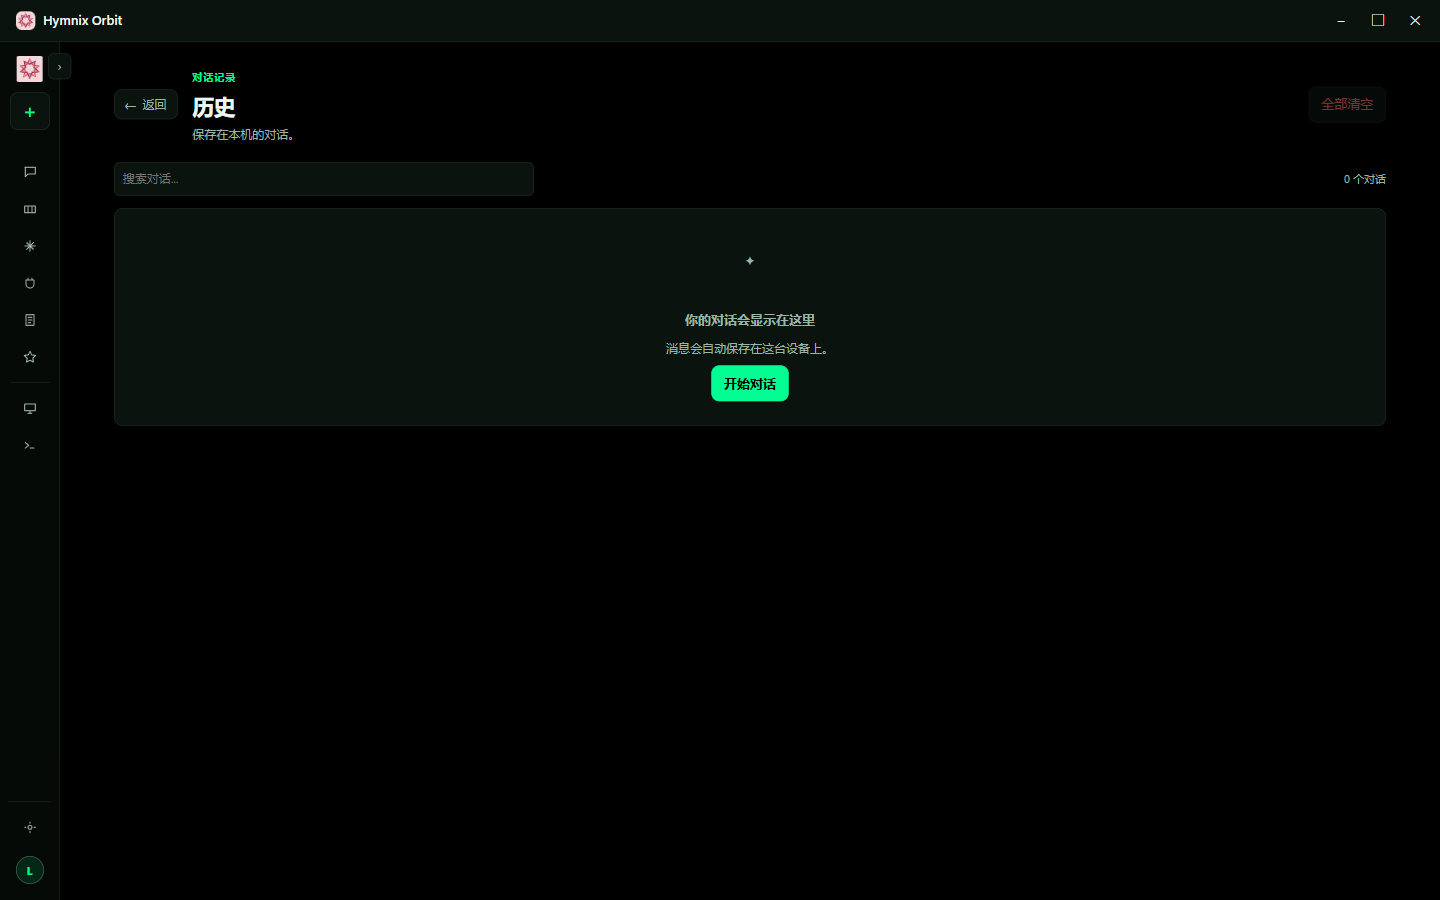 Hymnix Orbit
对话记录
← 返回
历史
全部清空
保存在本机的对话。
搜索对话...
0 个对话
你的对话会显示在这里
消息会自动保存在这台设备上。
开始对话
L